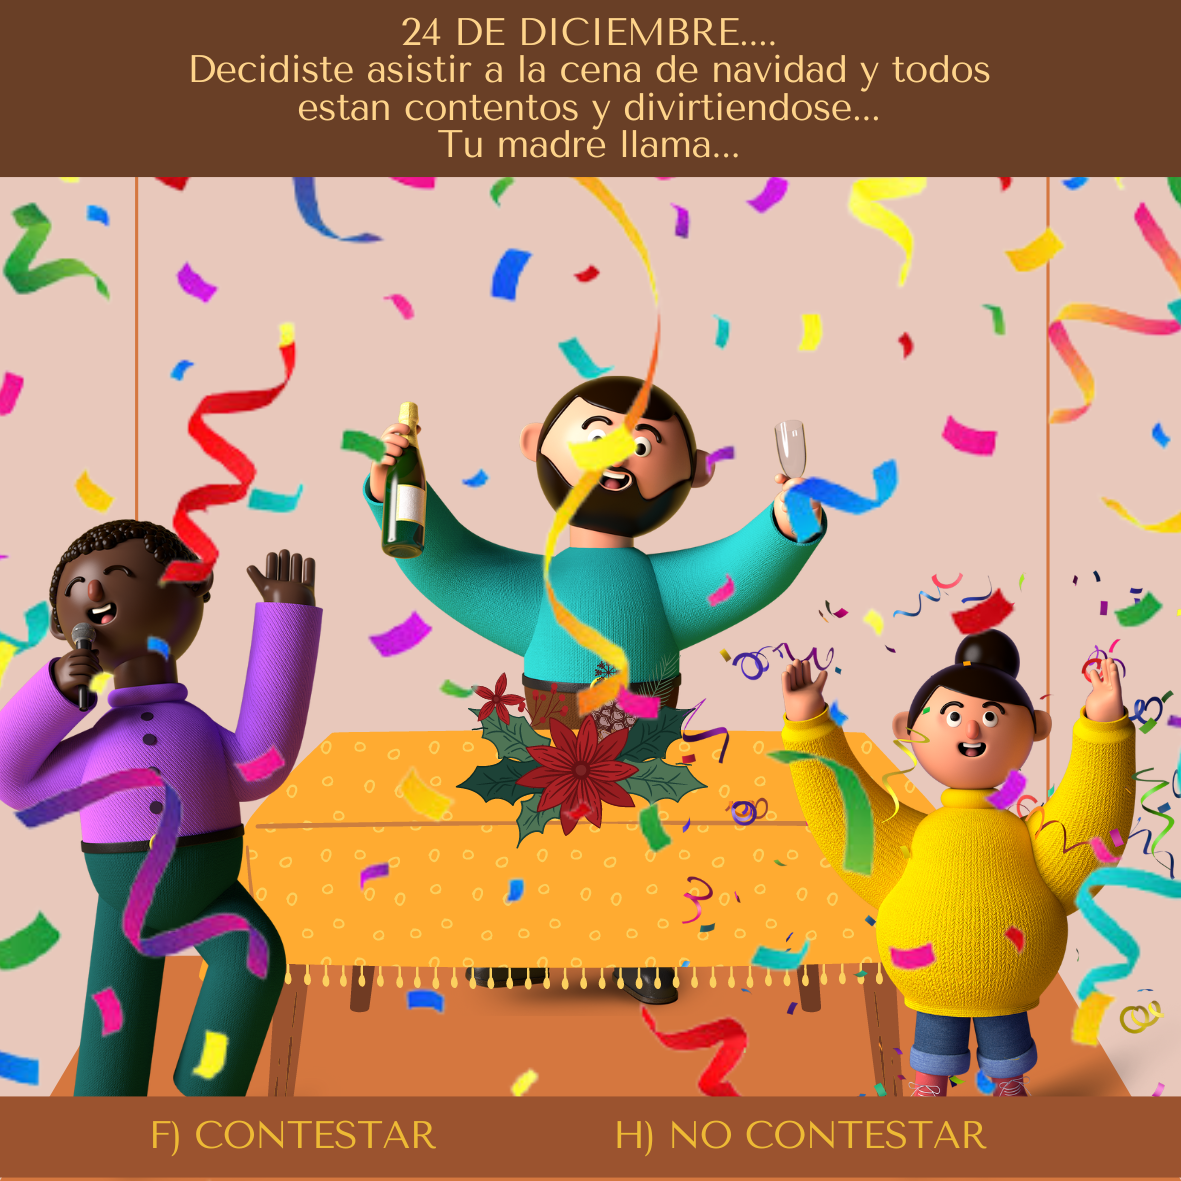 24 DE DICIEMBRE....
Decidiste asistir a la cena de navidad y todos
estan contentos y divirtiendose...
Tu madre llama...
F) CONTESTAR
H) NO CONTESTAR